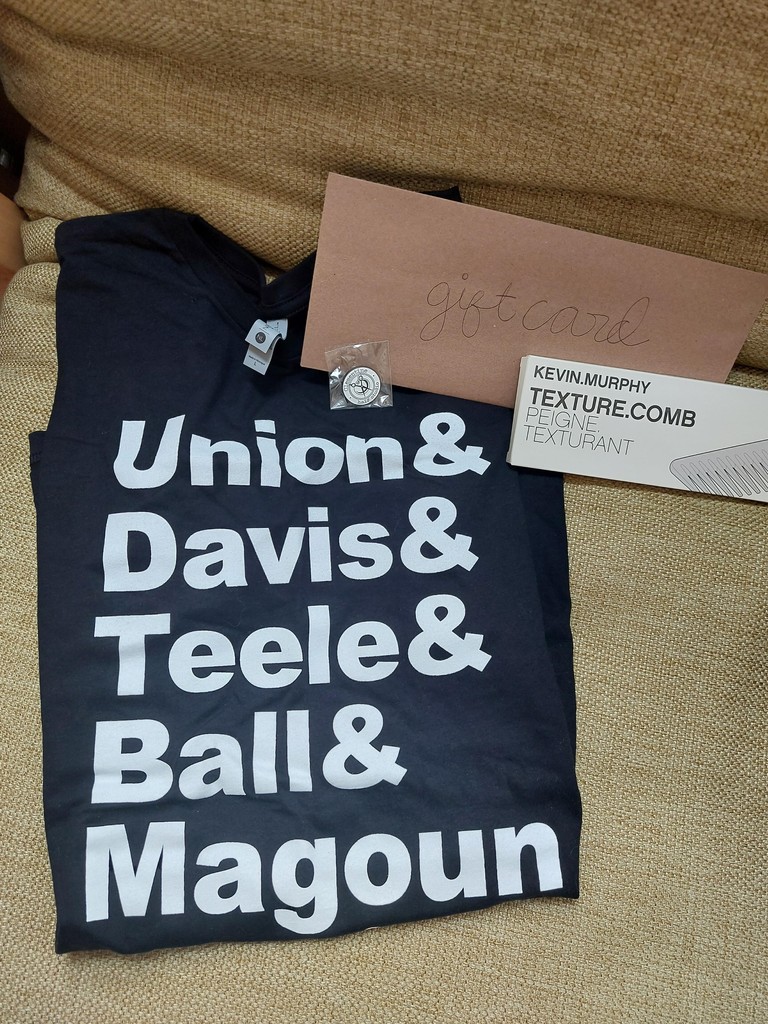 gift card
KEVIN.MURPHY
TEXTURE.COMB
PEIGNE
TEXTURANT
Union&
Davis&
Teele&
Ball&
Magoun